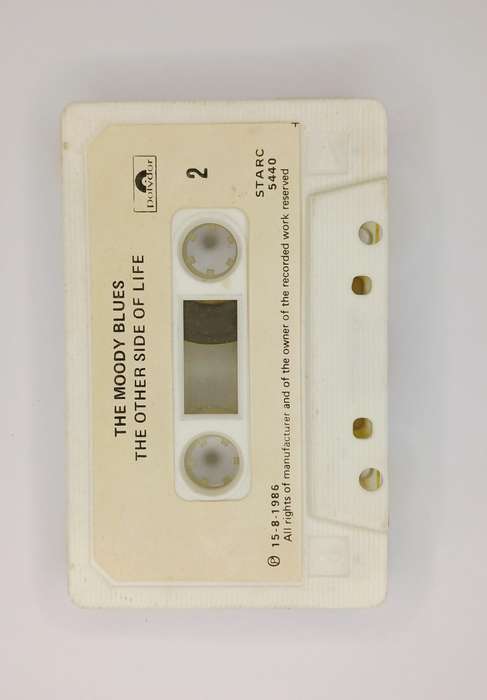 THE MOODY BLUES
THE OTHER SIDE OF LIFE
polydor
2
STARC
5440
℗ 15-8-1986
All rights of manufacturer and of the owner of the recorded work reserved